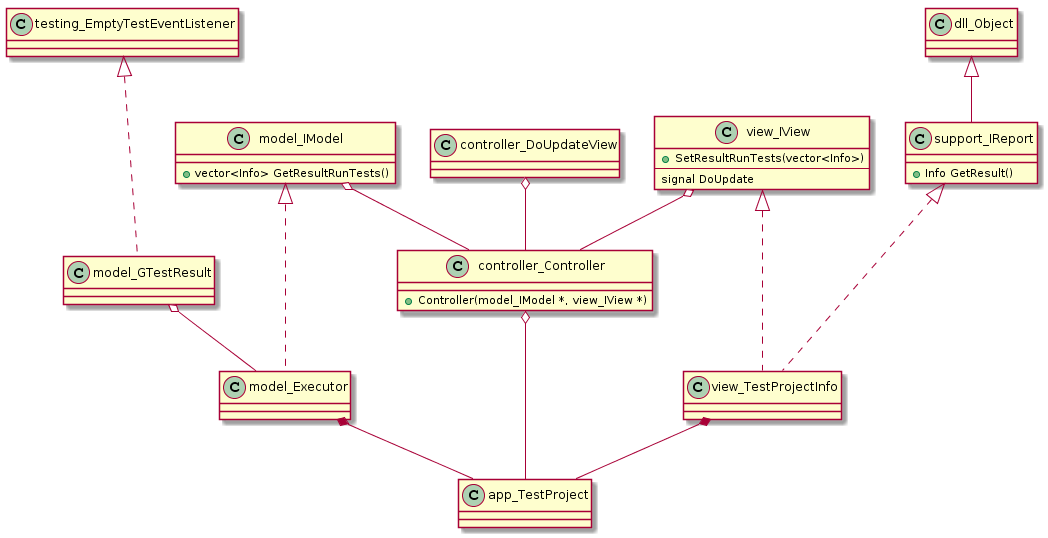 C testing_EmptyTestEventListener
C dll_Object
C model_IModel
vector<Info> GetResultRunTests()
C controller_DoUpdateView
C view_IView
SetResultRunTests(vector<Info>)
signal DoUpdate
C support_IReport
Info GetResult()
C model_GTestResult
C controller_Controller
Controller(model_IModel *, view_IView *)
C model_Executor
C view_TestProjectInfo
C app_TestProject